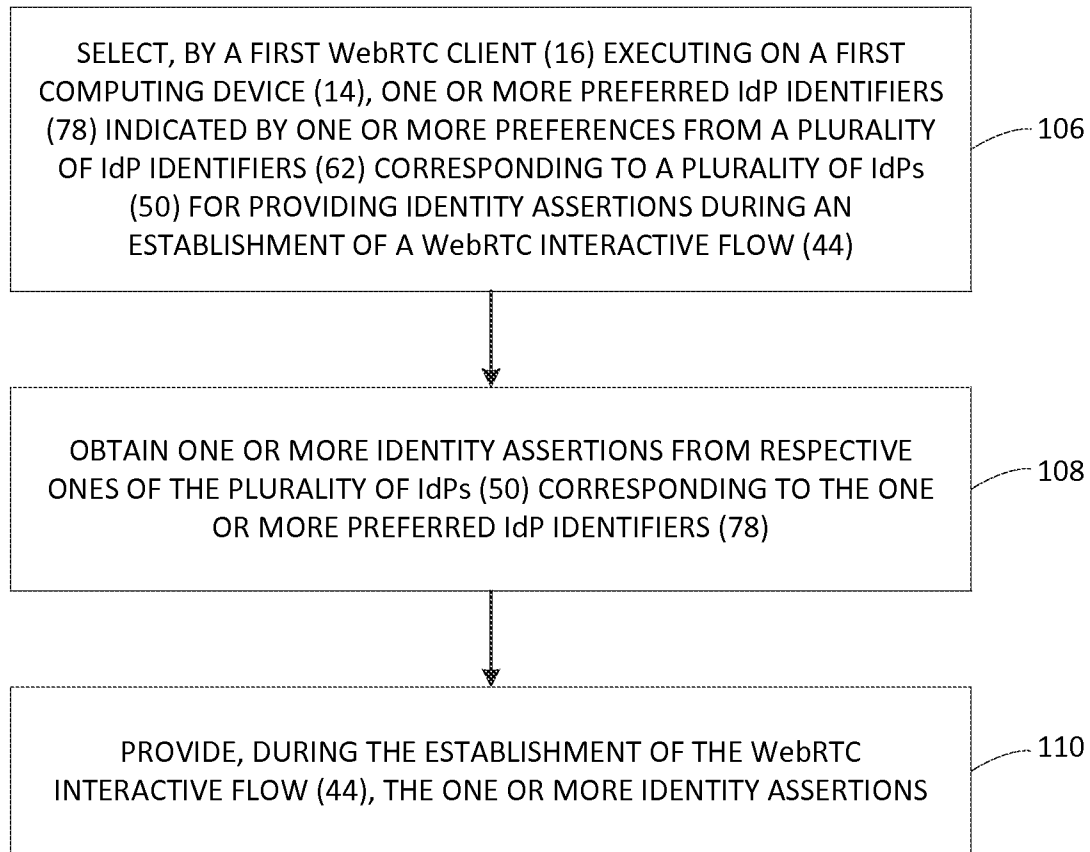 SELECT, BY A FIRST WebRTC CLIENT (16) EXECUTING ON A FIRST
COMPUTING DEVICE (14), ONE OR MORE PREFERRED IdP IDENTIFIERS
(78) INDICATED BY ONE OR MORE PREFERENCES FROM A PLURALITY
OF IdP IDENTIFIERS (62) CORRESPONDING TO A PLURALITY OF IdPs
(50) FOR PROVIDING IDENTITY ASSERTIONS DURING AN
ESTABLISHMENT OF A WebRTC INTERACTIVE FLOW (44)
106
OBTAIN ONE OR MORE IDENTITY ASSERTIONS FROM RESPECTIVE
ONES OF THE PLURALITY OF IdPs (50) CORRESPONDING TO THE ONE
OR MORE PREFERRED IdP IDENTIFIERS (78)
108
PROVIDE, DURING THE ESTABLISHMENT OF THE WebRTC
INTERACTIVE FLOW (44), THE ONE OR MORE IDENTITY ASSERTIONS
110